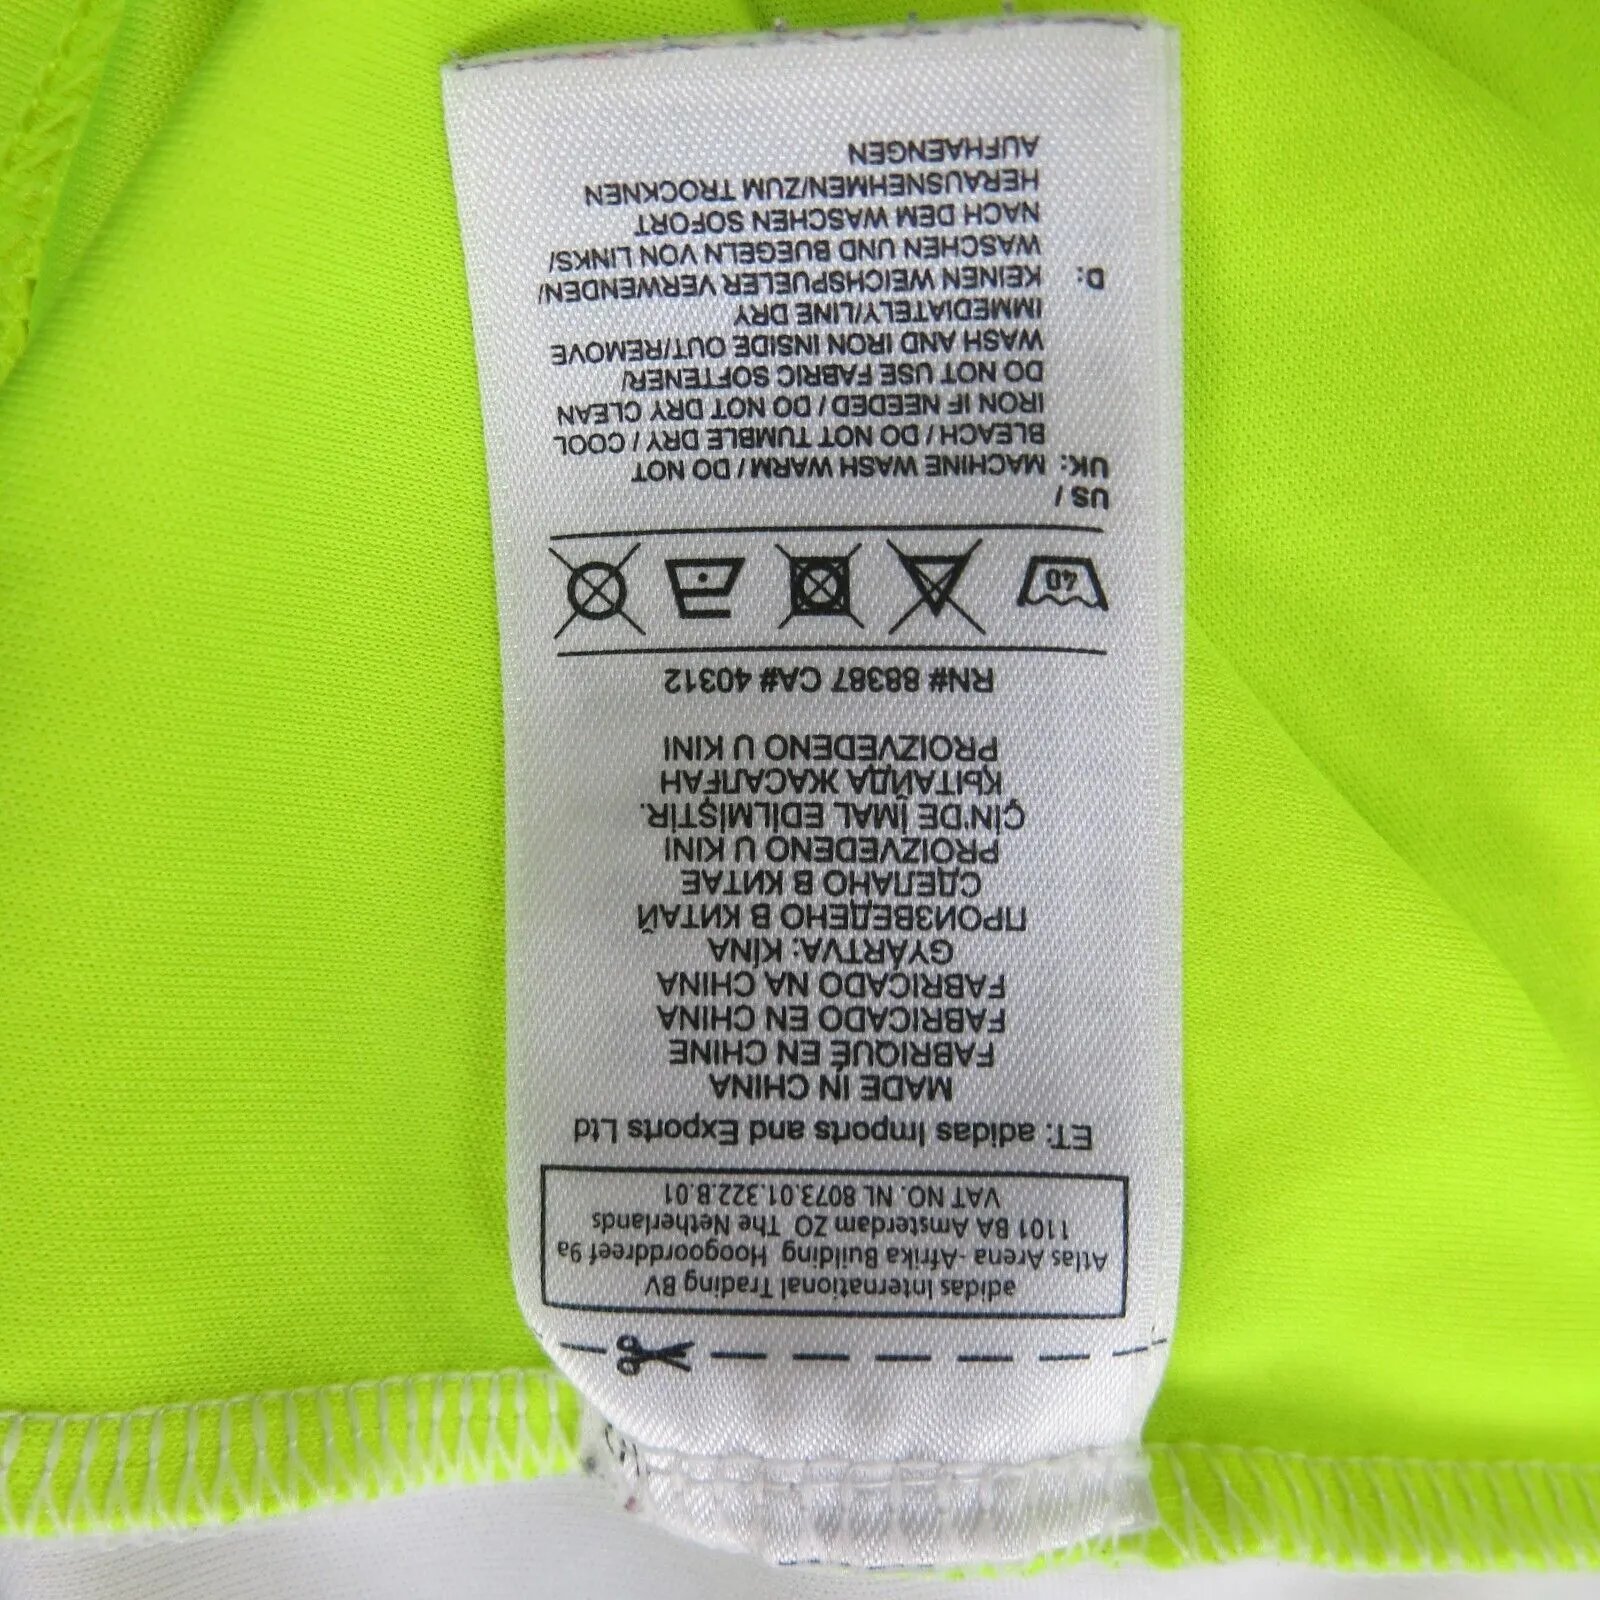 adidas International Trading BV
Atlas Arena -Afrika Building Hoogoorddreef 9a
1101 BA Amsterdam ZO The Netherlands
VAT NO. NL 8073.01.322.B.01
ET: adidas Imports and Exports Ltd
MADE IN CHINA
FABRIQUÉ EN CHINE
FABRICADO EN CHINA
FABRICADO NA CHINA
GYÁRTVA: KÍNA
ПРОИЗВЕДЕНО В КИТАЙ
СДЕЛАНО В КИТАЕ
PROIZVEDENO U KINI
ÇİN'DE İMAL EDİLMİŞTİR.
ҚЫТАЙДА ЖАСАЛҒАН
PROIZVEDENO U KINI
RN# 88387 CA# 40312
40
US /
UK: MACHINE WASH WARM / DO NOT
BLEACH / DO NOT TUMBLE DRY / COOL
IRON IF NEEDED / DO NOT DRY CLEAN
DO NOT USE FABRIC SOFTENER/
WASH AND IRON INSIDE OUT/REMOVE
IMMEDIATELY/LINE DRY
D: KEINEN WEICHSPUELER VERWENDEN/
WASCHEN UND BUEGELN VON LINKS/
NACH DEM WASCHEN SOFORT
HERAUSNEHMEN/ZUM TROCKNEN
AUFHAENGEN